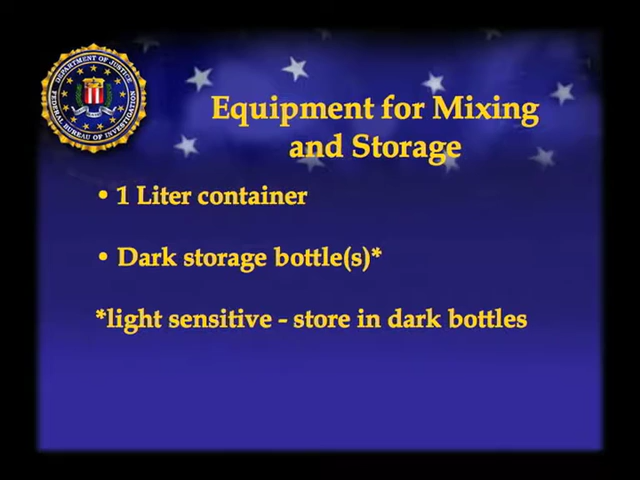 DEPARTMENT OF JUSTICE
FEDERAL BUREAU OF INVESTIGATION
Equipment for Mixing
and Storage
• 1 Liter container
• Dark storage bottle(s)*
*light sensitive - store in dark bottles